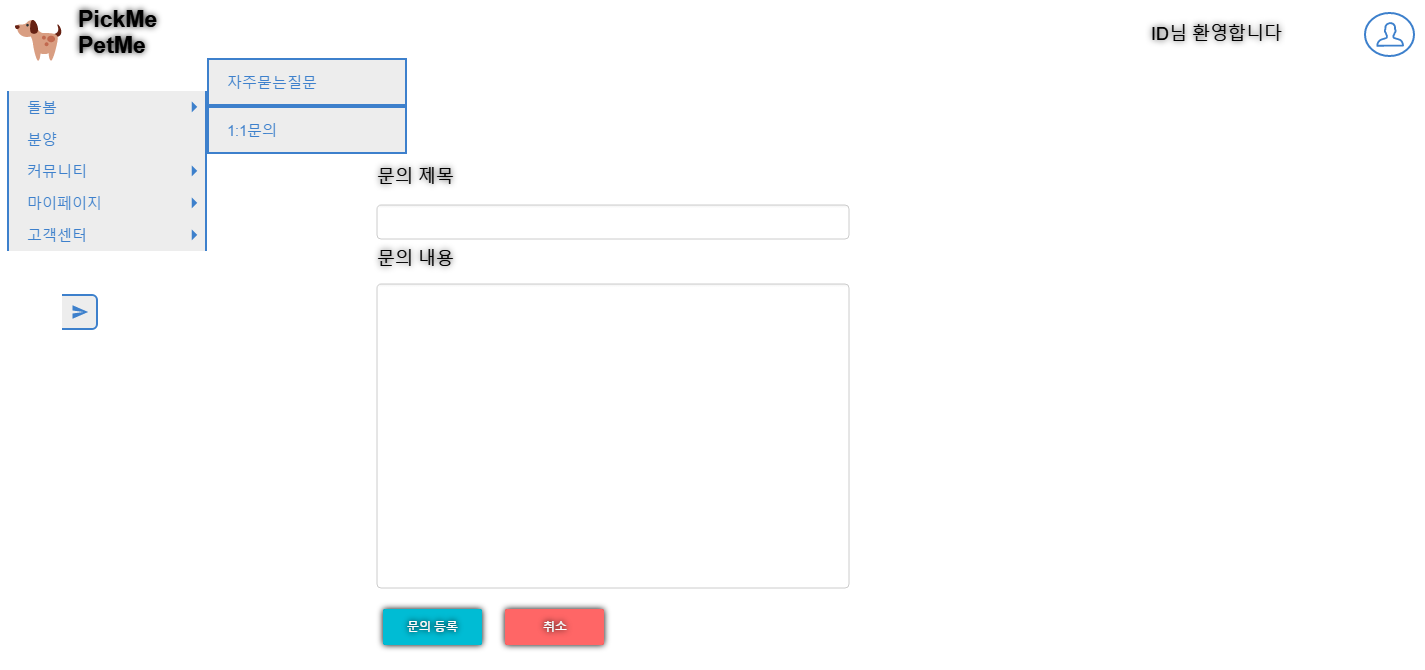 PickMe
PetMe
ID님 환영합니다
자주묻는질문
1:1문의
돌봄
분양
커뮤니티
마이페이지
고객센터
문의 제목
문의 내용
문의 등록
취소